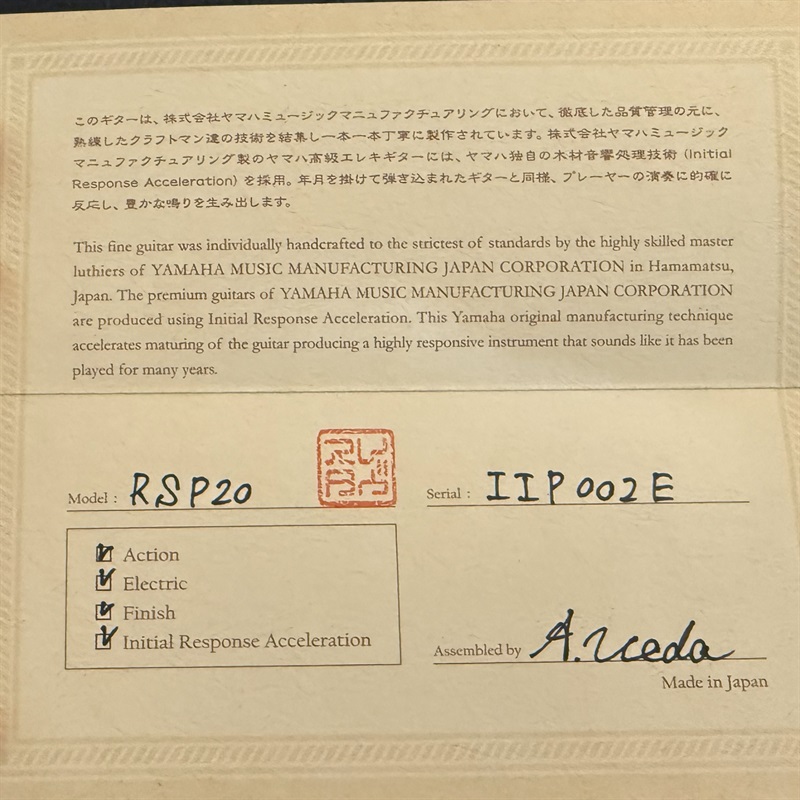 このギターは、株式会社ヤマハミュージックマニュファクチュアリングにおいて、徹底した品質管理の元に、
熟練したクラフトマン達の技術を結集し一本一本丁寧に製作されています。株式会社ヤマハミュージック
マニュファクチュアリング製のヤマハ高級エレキギターには、ヤマハ独自の木材音響処理技術 (Initial
Response Acceleration) を採用。年月を掛けて弾き込まれたギターと同様、プレーヤーの演奏に的確に
反応し、豊かな鳴りを生み出します。
This fine guitar was individually handcrafted to the strictest of standards by the highly skilled master
luthiers of YAMAHA MUSIC MANUFACTURING JAPAN CORPORATION in Hamamatsu,
Japan. The premium guitars of YAMAHA MUSIC MANUFACTURING JAPAN CORPORATION
are produced using Initial Response Acceleration. This Yamaha original manufacturing technique
accelerates maturing of the guitar producing a highly responsive instrument that sounds like it has been
played for many years.
Model : RSP20
Serial : IIP002E
Action
Electric
Finish
Initial Response Acceleration
Assembled by A.Ueda
Made in Japan